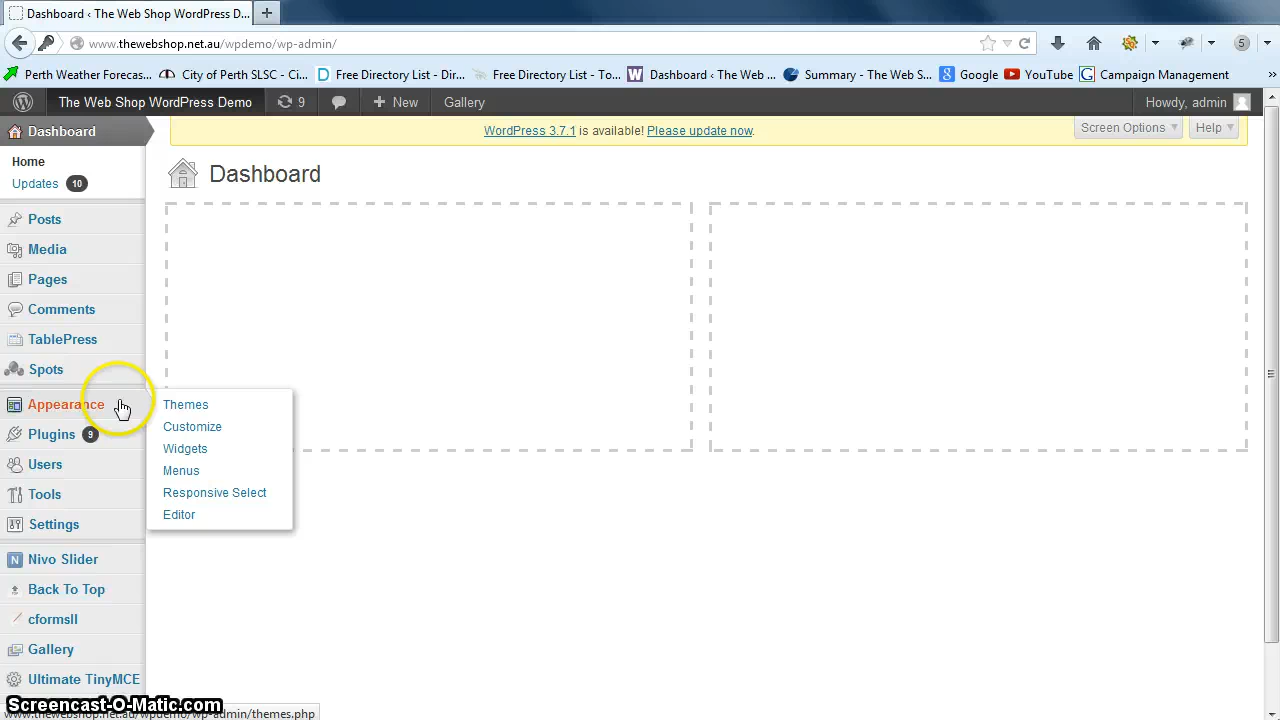 Dashboard ‹ The Web Shop WordPress D...
www.thewebshop.net.au/wpdemo/wp-admin/
5
Perth Weather Forecas... City of Perth SLSC - Ci... Free Directory List - Dir... Free Directory List - To... Dashboard ‹ The Web ... Summary - The Web S... Google YouTube Campaign Management
The Web Shop WordPress Demo 9 New Gallery Howdy, admin
Dashboard
WordPress 3.7.1 is available! Please update now.
Screen Options Help
Home
Updates 10
Dashboard
Posts
Media
Pages
Comments
TablePress
Spots
Appearance
Plugins 9
Users
Tools
Settings
Nivo Slider
Back To Top
cformsII
Gallery
Ultimate TinyMCE
Themes
Customize
Widgets
Menus
Responsive Select
Editor
Screencast-O-Matic.com
www.thewebshop.net.au/wpdemo/wp-admin/themes.php